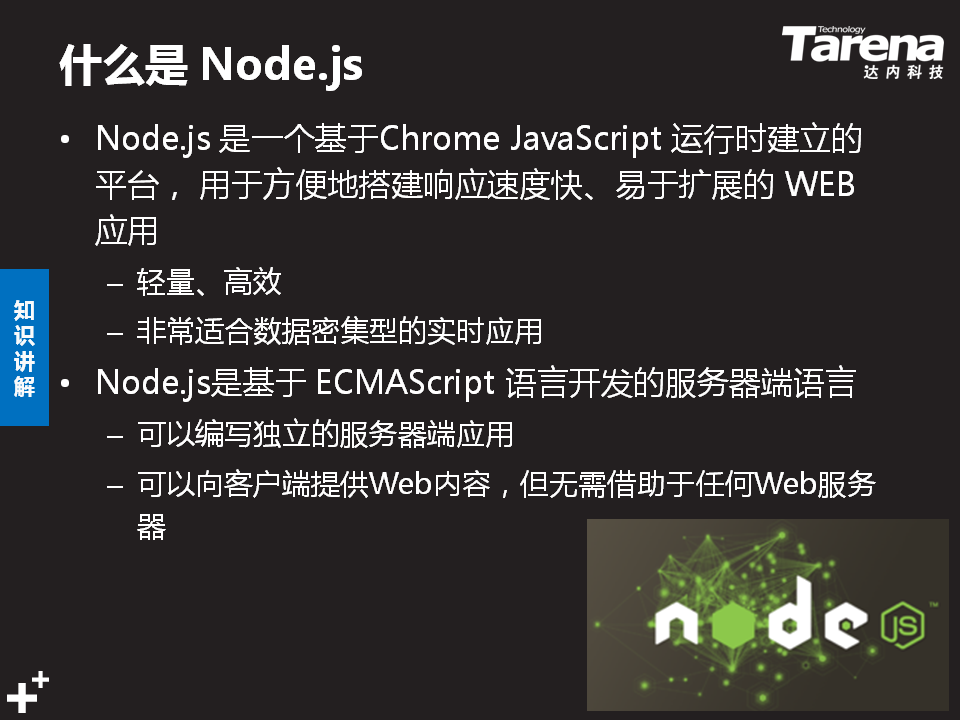 什么是 Node.js
Technology
Tarena
达内科技
• Node.js 是一个基于Chrome JavaScript 运行时建立的
平台， 用于方便地搭建响应速度快、易于扩展的 WEB
应用
– 轻量、高效
– 非常适合数据密集型的实时应用
知识讲解
• Node.js是基于 ECMAScript 语言开发的服务器端语言
– 可以编写独立的服务器端应用
– 可以向客户端提供Web内容，但无需借助于任何Web服务
器
node JS™